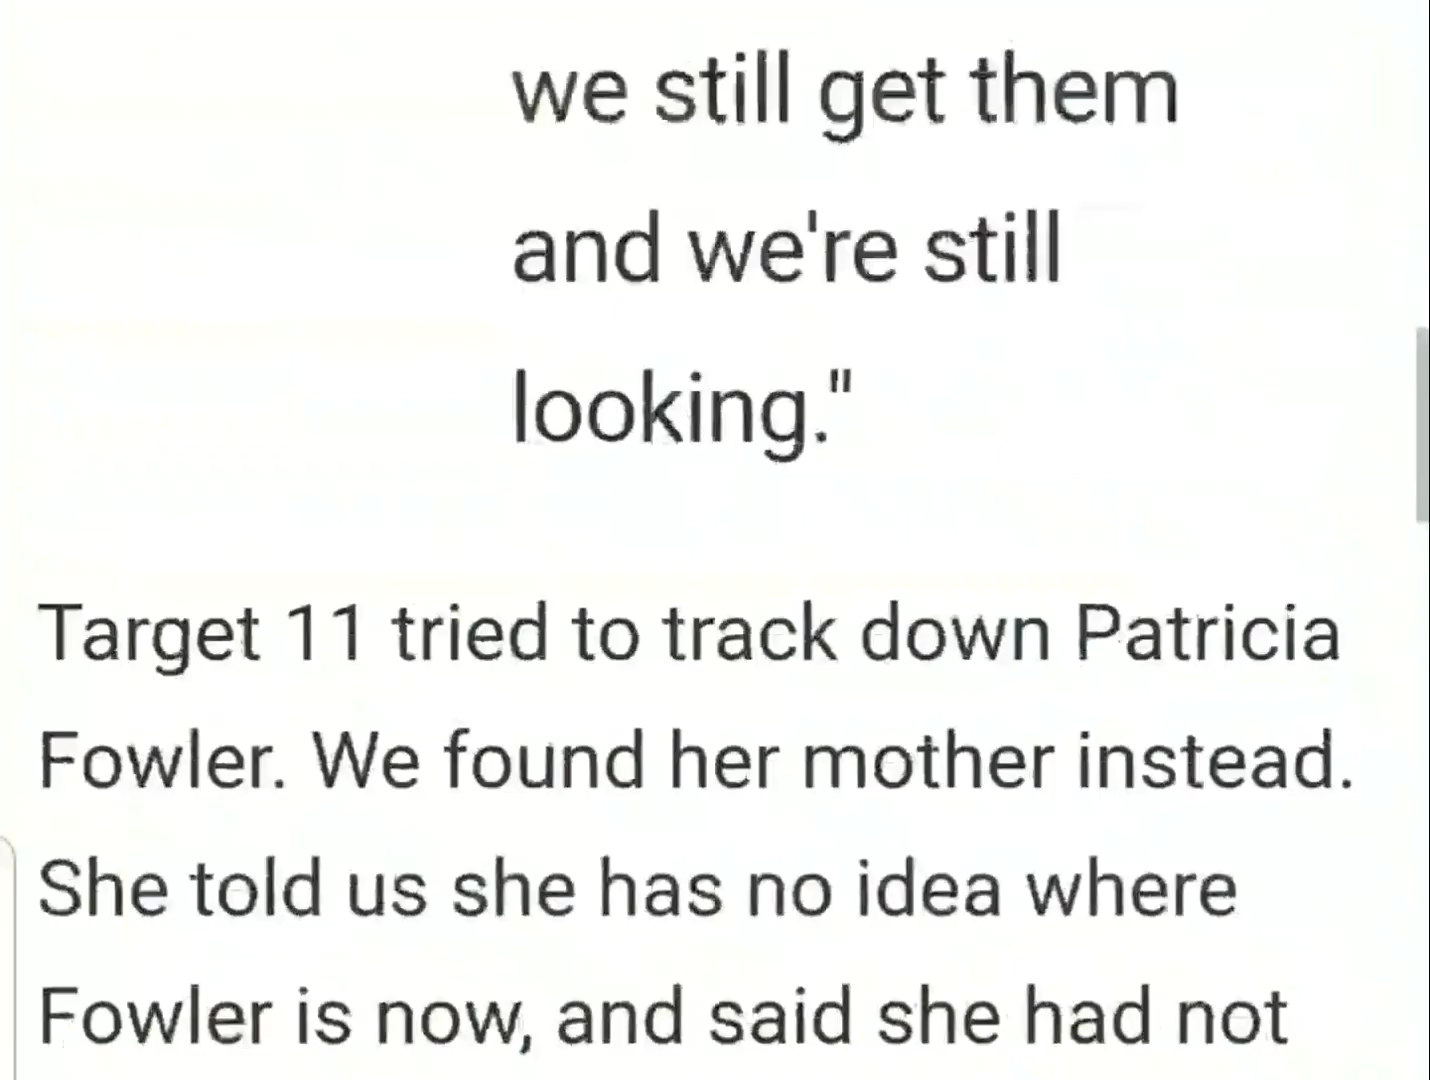 we still get them
and we're still
looking."
Target 11 tried to track down Patricia
Fowler. We found her mother instead.
She told us she has no idea where
Fowler is now, and said she had not